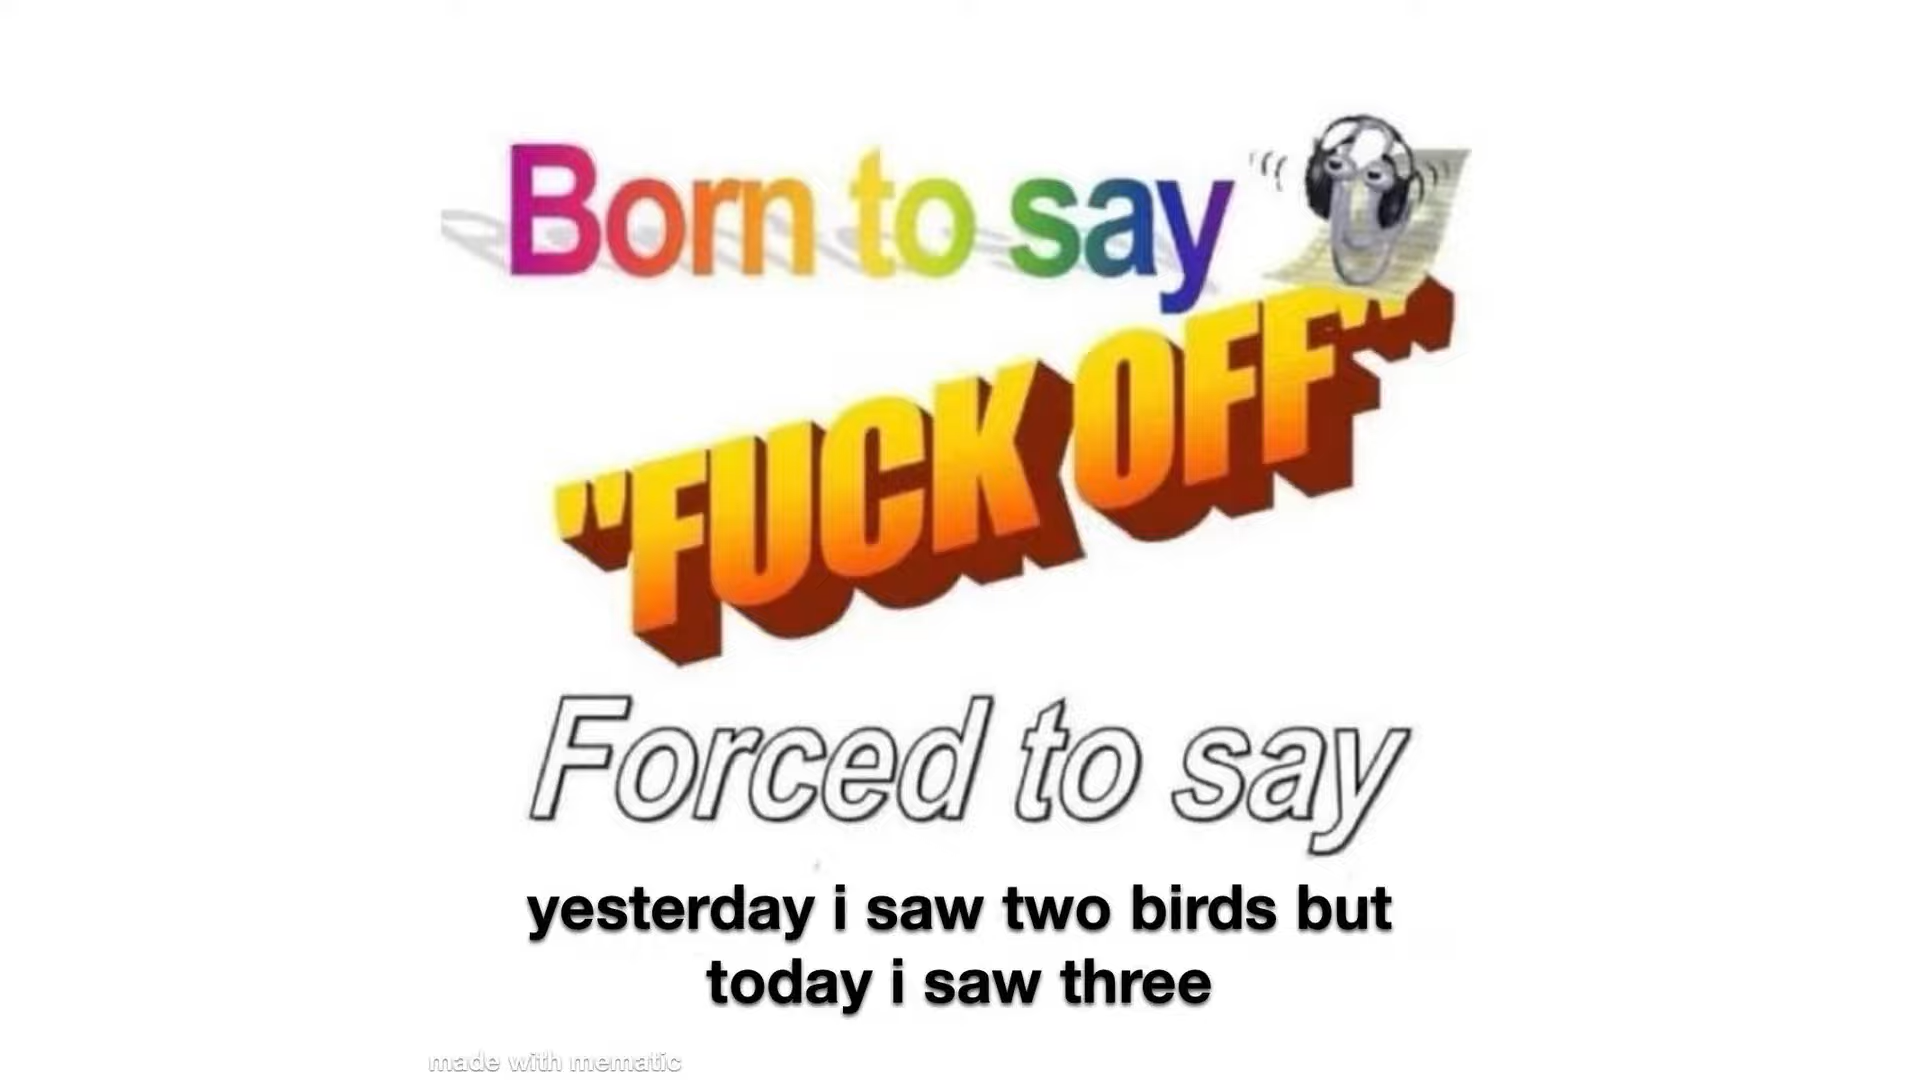 Born to say
"FUCK OFF"
Forced to say
yesterday i saw two birds but
today i saw three
made with mematic